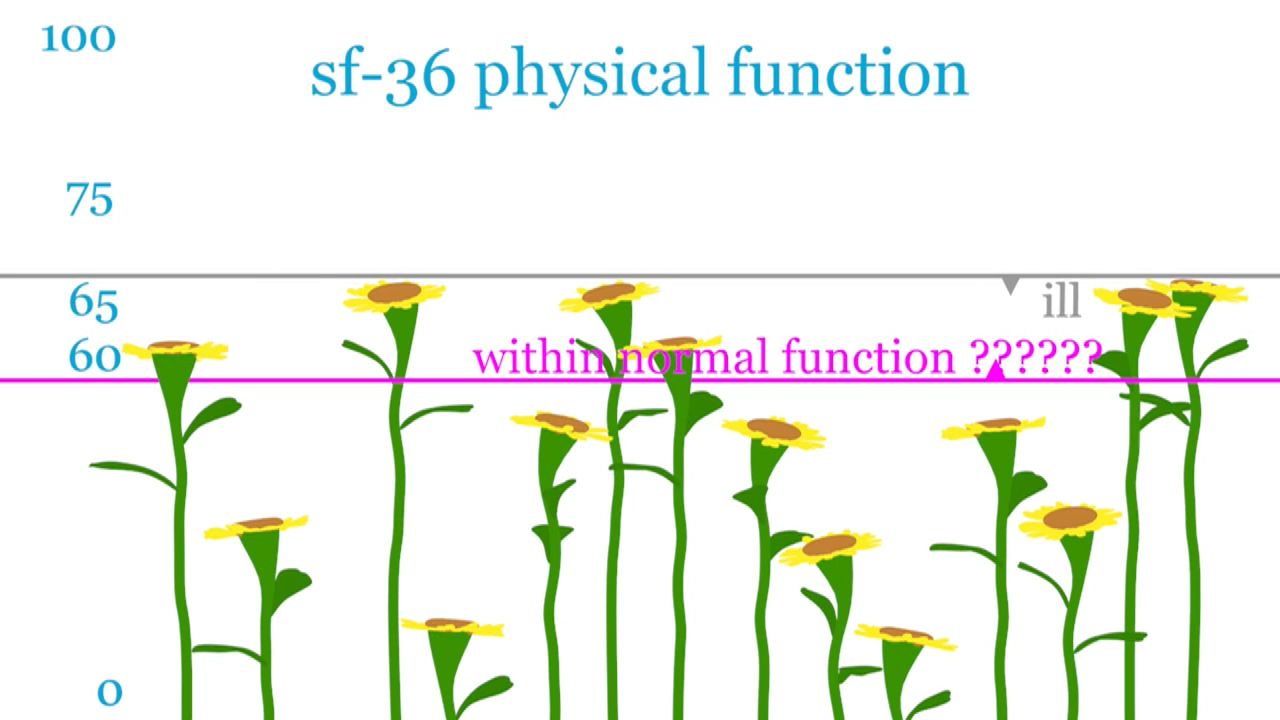 100
sf-36 physical function
75
65
ill
within normal function ??????
60
0